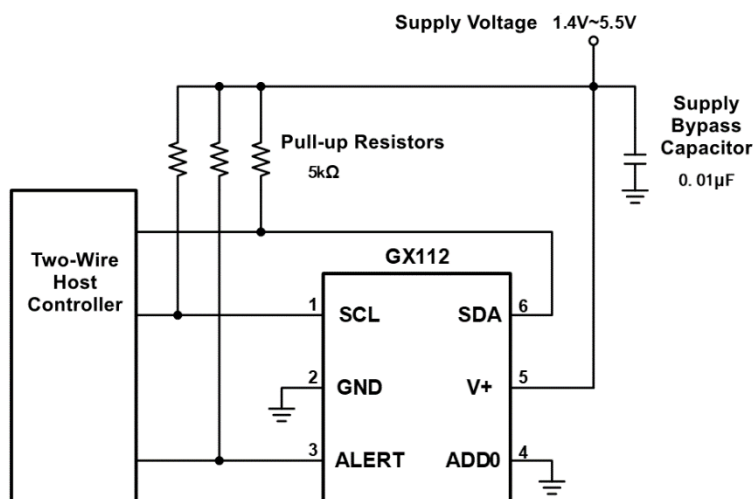 Supply Voltage 1.4V~5.5V
Supply
Bypass
Capacitor
0.01µF
Pull-up Resistors
5kΩ
Two-Wire
Host
Controller
GX112
1 SCL SDA 6
2 GND V+ 5
3 ALERT ADD0 4